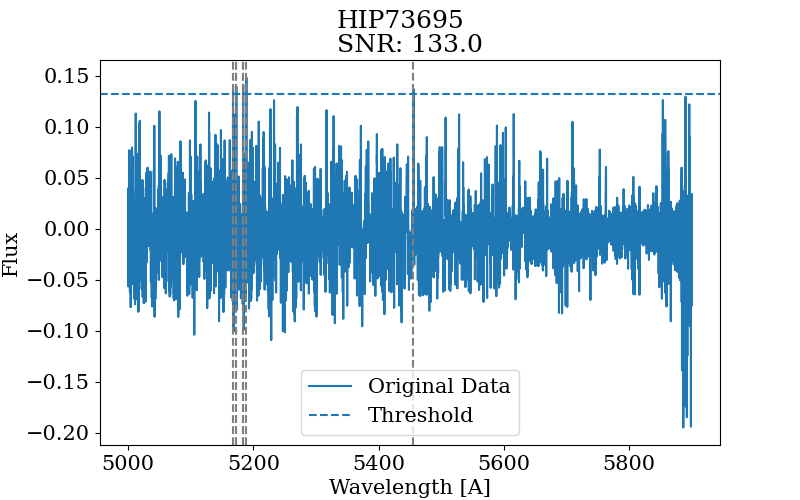 HIP73695
SNR: 133.0
0.15
0.10
0.05
0.00
−0.05
−0.10
−0.15
−0.20
Flux
Original Data
Threshold
5000 5200 5400 5600 5800
Wavelength [A]